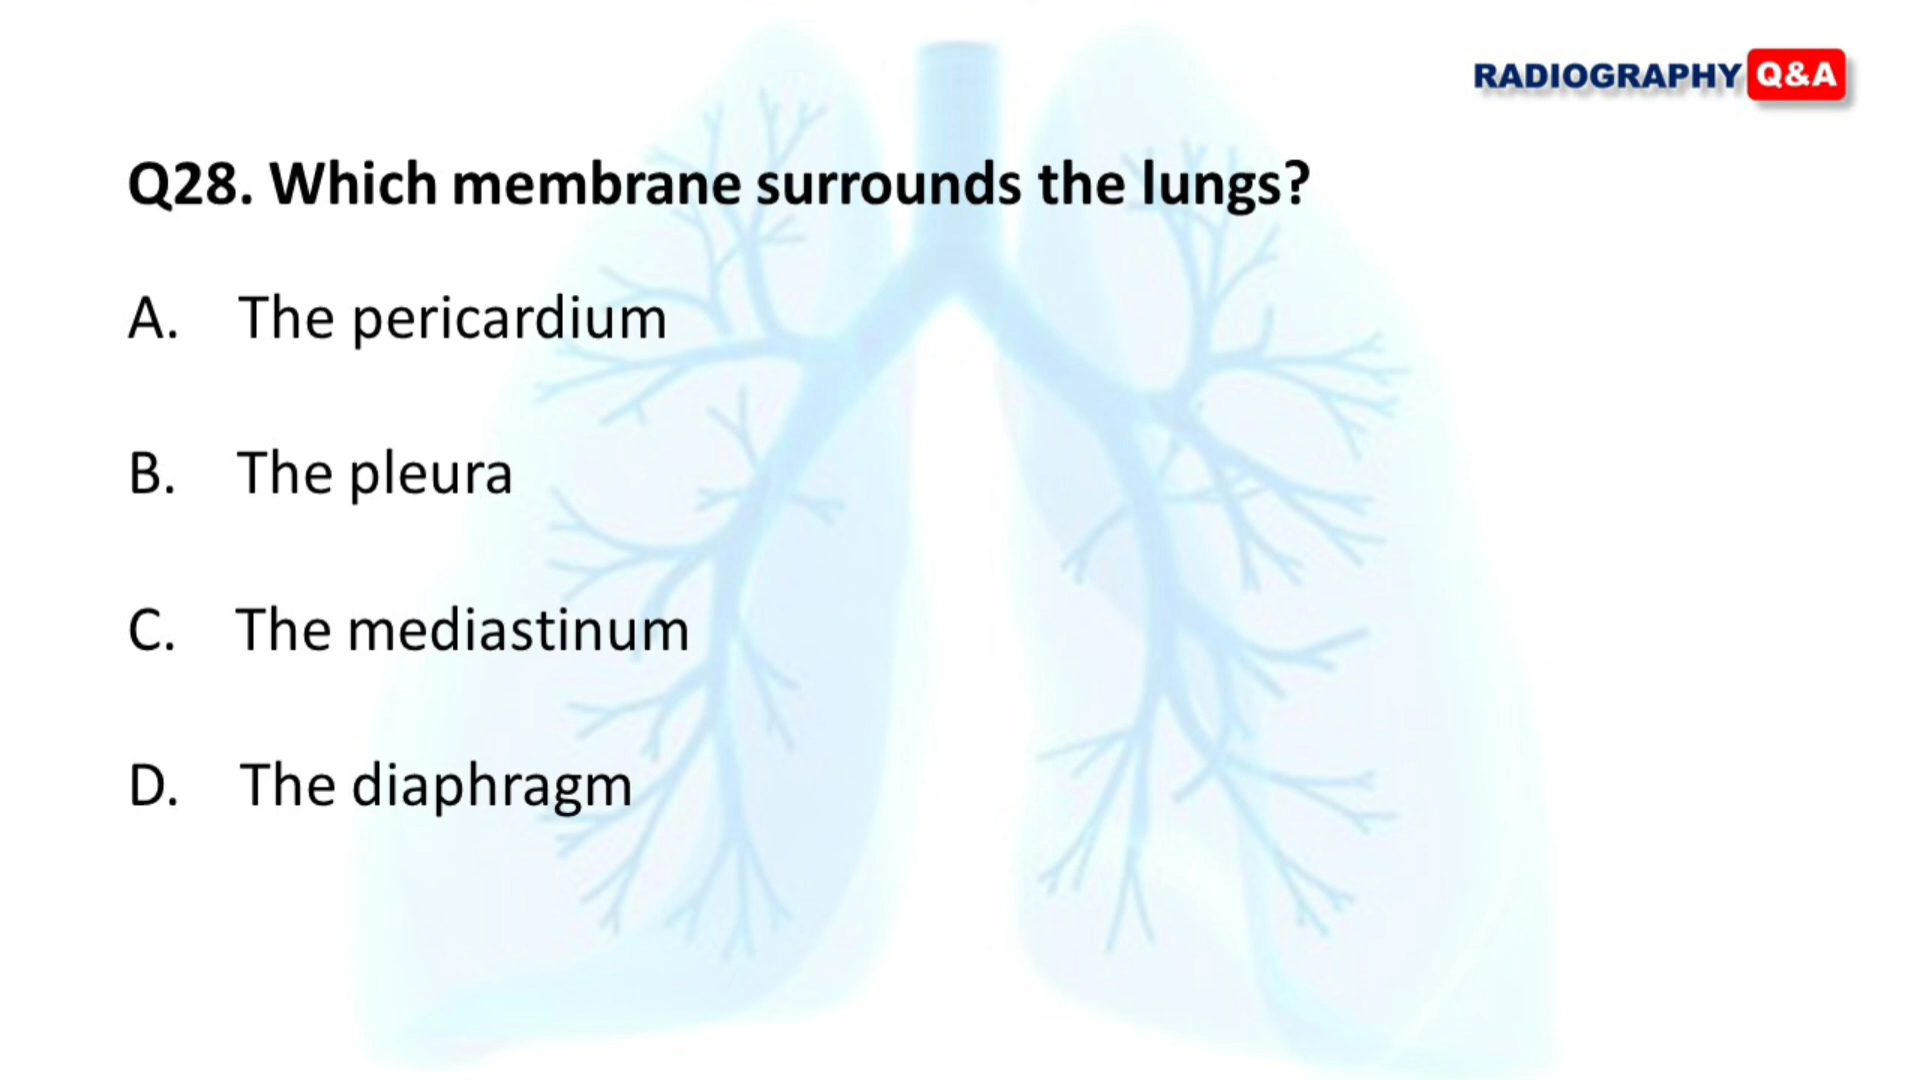 RADIOGRAPHY Q&A
Q28. Which membrane surrounds the lungs?
A. The pericardium
B. The pleura
C. The mediastinum
D. The diaphragm